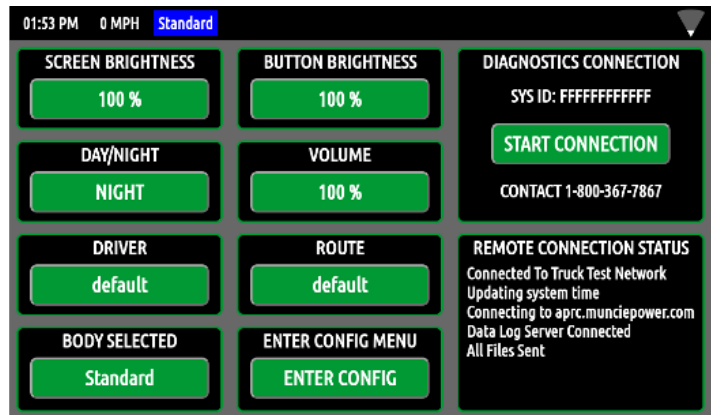 01:53 PM 0 MPH Standard
SCREEN BRIGHTNESS
100 %
BUTTON BRIGHTNESS
100 %
DIAGNOSTICS CONNECTION
SYS ID: FFFFFFFFFFFF
START CONNECTION
CONTACT 1-800-367-7867
DAY/NIGHT
NIGHT
VOLUME
100 %
DRIVER
default
ROUTE
default
REMOTE CONNECTION STATUS
Connected To Truck Test Network
Updating system time
Connecting to aprc.munciepower.com
Data Log Server Connected
All Files Sent
BODY SELECTED
Standard
ENTER CONFIG MENU
ENTER CONFIG